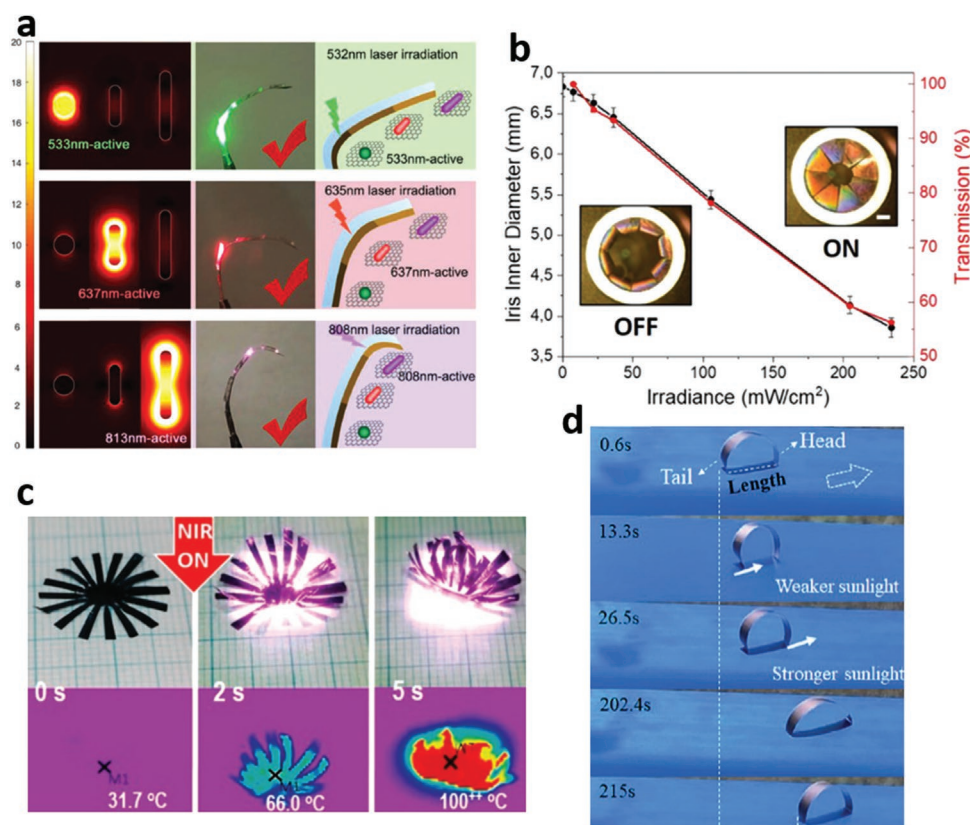 a
20
18
16
14
12
10
8
6
4
2
0
533nm-active
532nm laser irradiation
533nm-active
637nm-active
635nm laser irradiation
637nm-active
813nm-active
808nm laser irradiation
808nm-active
b
Iris Inner Diameter (mm)
7,0
6,5
6,0
5,5
5,0
4,5
4,0
3,5
OFF
ON
0
50
100
150
200
250
Irradiance (mW/cm²)
100
90
80
70
60
50
Transmission (%)
c
NIR
ON
0 s
2 s
5 s
M1
31.7 ºC
66.0 ºC
100⁺⁺ ºC
d
0.6s
Head
Tail
Length
13.3s
Weaker sunlight
26.5s
Stronger sunlight
202.4s
215s